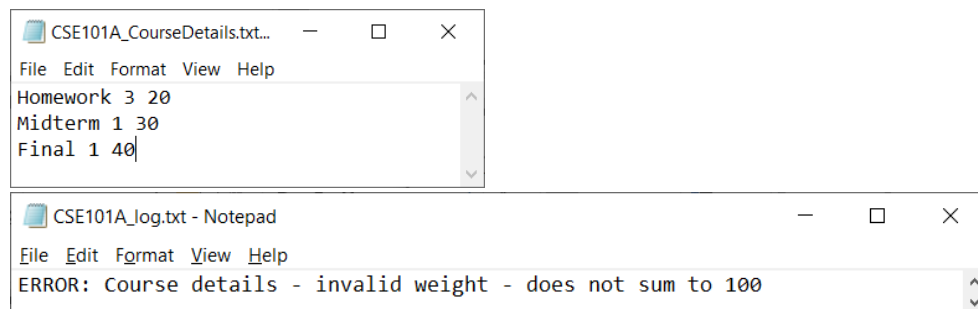 CSE101A_CourseDetails.txt...
File Edit Format View Help
Homework 3 20
Midterm 1 30
Final 1 40
CSE101A_log.txt - Notepad
File Edit Format View Help
ERROR: Course details - invalid weight - does not sum to 100